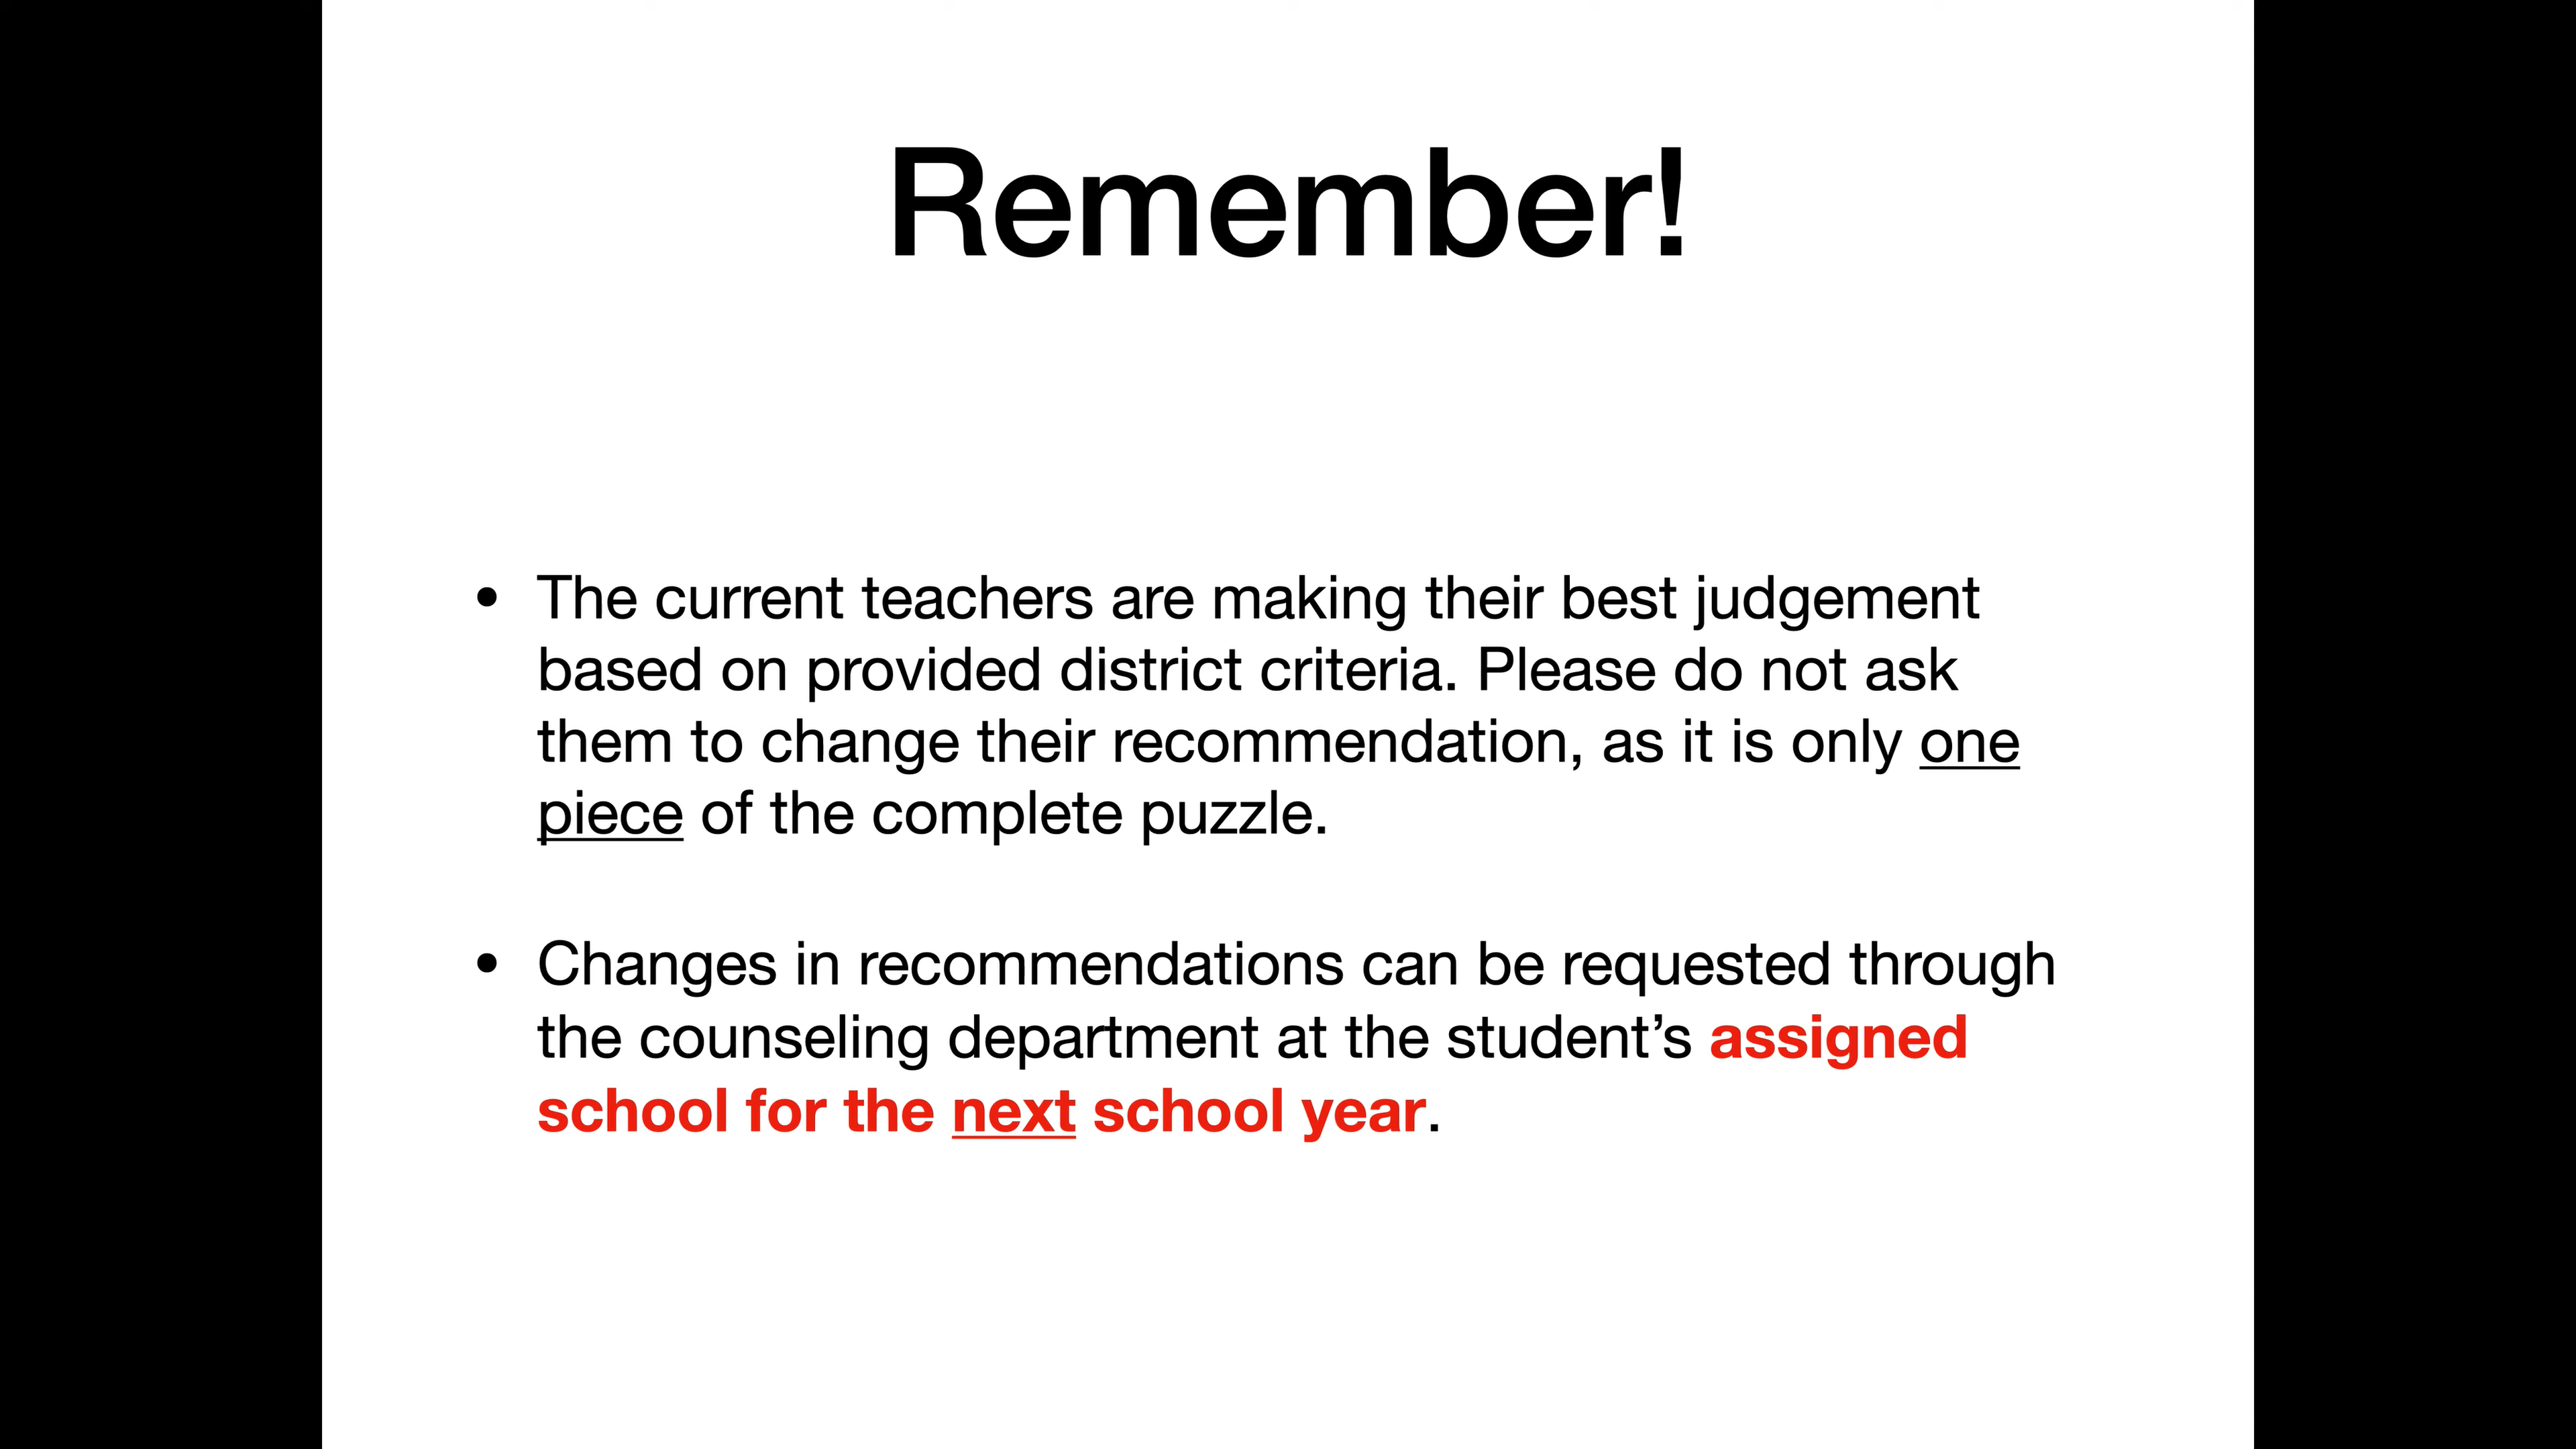 Remember!
• The current teachers are making their best judgement
based on provided district criteria. Please do not ask
them to change their recommendation, as it is only one
piece of the complete puzzle.
• Changes in recommendations can be requested through
the counseling department at the student’s assigned
school for the next school year.